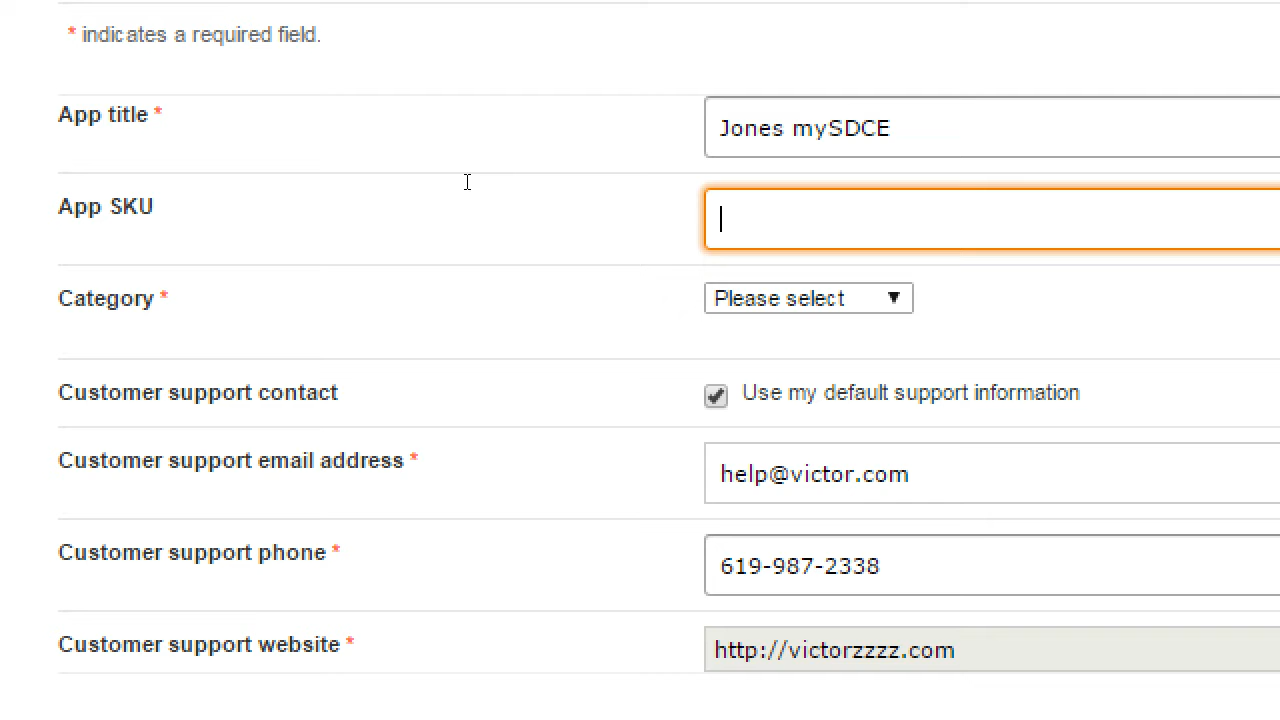 * indicates a required field.
App title *
Jones mySDCE
App SKU
Category *
Please select
Customer support contact
Use my default support information
Customer support email address *
help@victor.com
Customer support phone *
619-987-2338
Customer support website *
http://victorzzzz.com